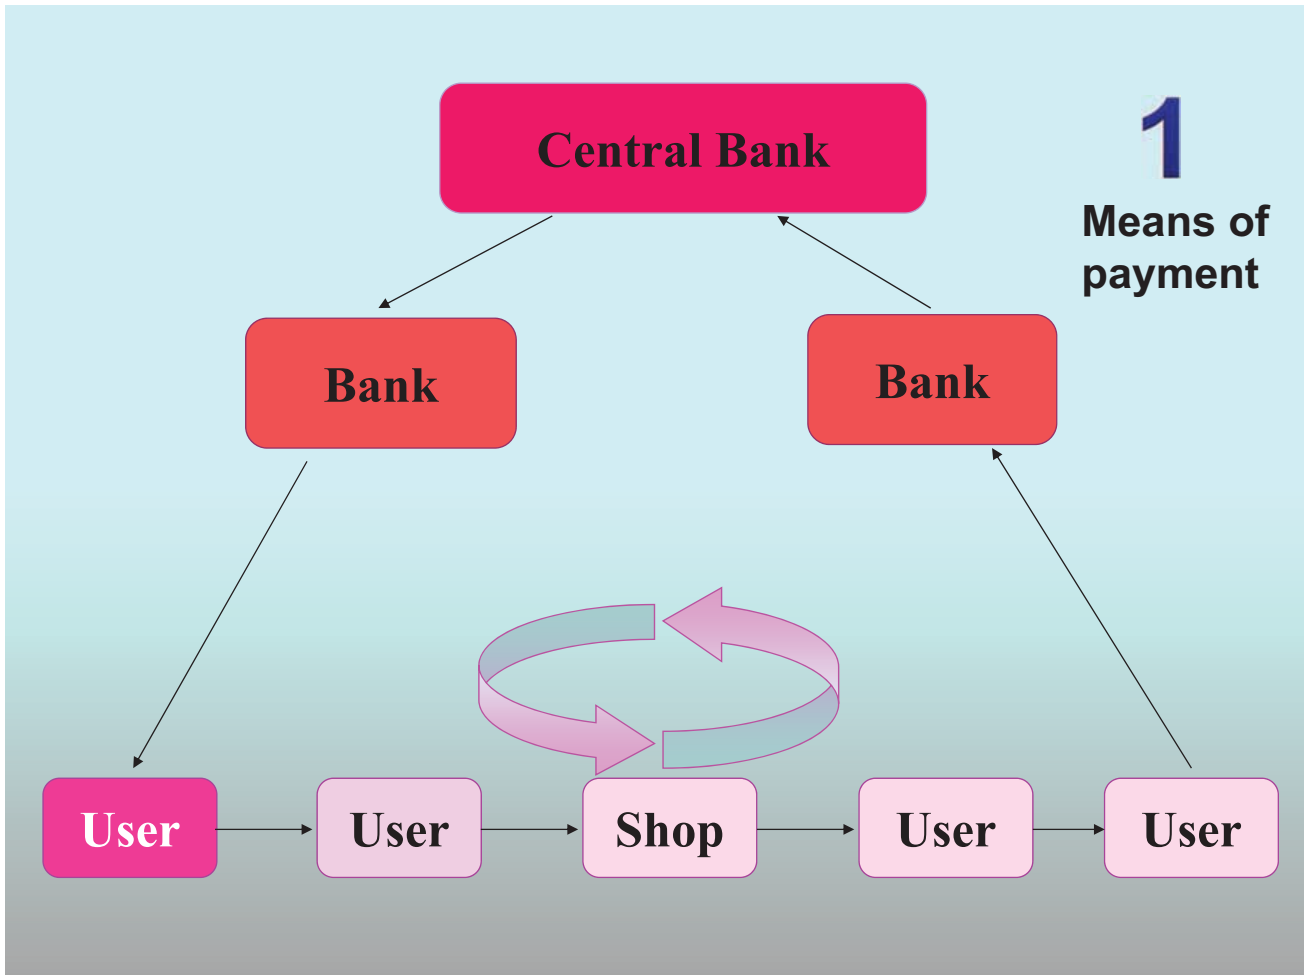 Central Bank
1
Means of
payment
Bank
Bank
User
User
Shop
User
User